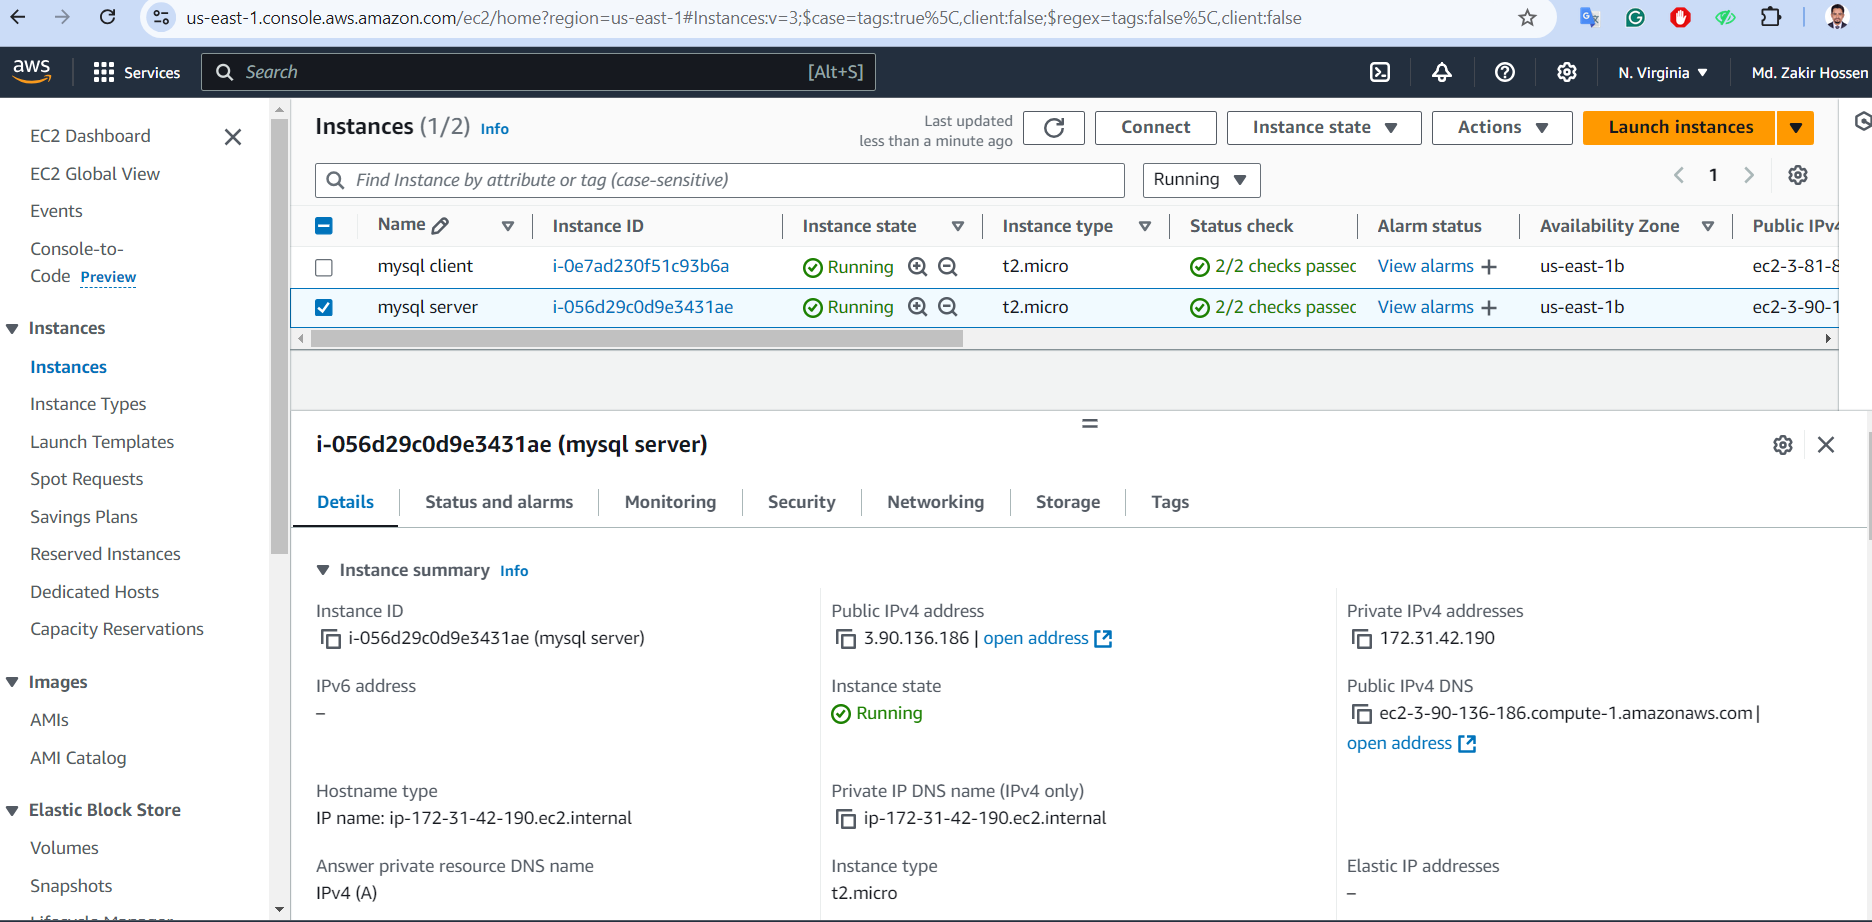 us-east-1.console.aws.amazon.com/ec2/home?region=us-east-1#Instances:v=3;$case=tags:true%5C,client:false;$regex=tags:false%5C,client:false
aws
Services
Search
[Alt+S]
N. Virginia
Md. Zakir Hossen
EC2 Dashboard
EC2 Global View
Events
Console-to-
Code Preview
Instances
Instances
Instance Types
Launch Templates
Spot Requests
Savings Plans
Reserved Instances
Dedicated Hosts
Capacity Reservations
Images
AMIs
AMI Catalog
Elastic Block Store
Volumes
Snapshots
Instances (1/2) Info
Last updated
less than a minute ago
Connect
Instance state
Actions
Launch instances
Find Instance by attribute or tag (case-sensitive)
Running
1
Name Instance ID Instance state Instance type Status check Alarm status Availability Zone Public IPv4
mysql client i-0e7ad230f51c93b6a Running t2.micro 2/2 checks passec View alarms + us-east-1b ec2-3-81-8
mysql server i-056d29c0d9e3431ae Running t2.micro 2/2 checks passec View alarms + us-east-1b ec2-3-90-1
i-056d29c0d9e3431ae (mysql server)
Details
Status and alarms
Monitoring
Security
Networking
Storage
Tags
Instance summary Info
Instance ID
i-056d29c0d9e3431ae (mysql server)
Public IPv4 address
3.90.136.186 | open address
Private IPv4 addresses
172.31.42.190
IPv6 address
–
Instance state
Running
Public IPv4 DNS
ec2-3-90-136-186.compute-1.amazonaws.com |
open address
Hostname type
IP name: ip-172-31-42-190.ec2.internal
Private IP DNS name (IPv4 only)
ip-172-31-42-190.ec2.internal
Answer private resource DNS name
IPv4 (A)
Instance type
t2.micro
Elastic IP addresses
–